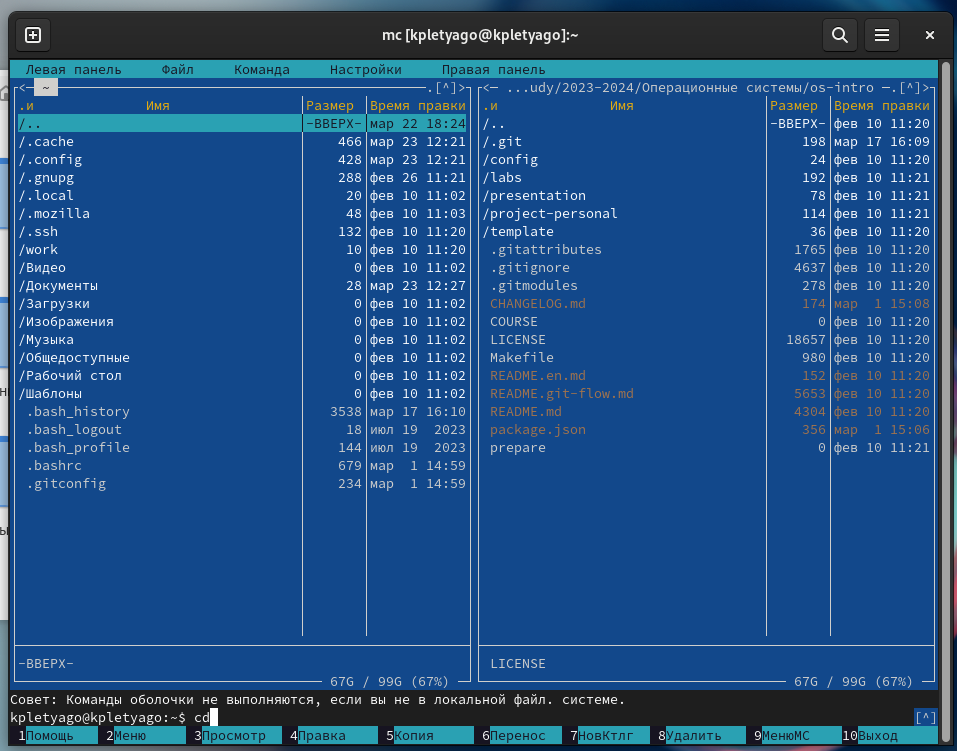 mc [kpletyago@kpletyago]:~
Левая панель Файл Команда Настройки Правая панель
<─ ~ .[^]> <─ ...udy/2023-2024/Операционные системы/os-intro ─.[^]>
.и Имя Размер Время правки .и Имя Размер Время правки
/.. -ВВЕРХ- мар 22 18:24 /.. -ВВЕРХ- фев 10 11:20
/.cache 466 мар 23 12:21 /.git 198 мар 17 16:09
/.config 428 мар 23 12:21 /config 24 фев 10 11:20
/.gnupg 288 фев 26 11:21 /labs 192 фев 10 11:21
/.local 20 фев 10 11:02 /presentation 78 фев 10 11:21
/.mozilla 48 фев 10 11:03 /project-personal 114 фев 10 11:21
/.ssh 132 фев 10 11:20 /template 36 фев 10 11:20
/work 10 фев 10 11:20 .gitattributes 1765 фев 10 11:20
/Видео 0 фев 10 11:02 .gitignore 4637 фев 10 11:20
/Документы 28 мар 23 12:27 .gitmodules 278 фев 10 11:20
/Загрузки 0 фев 10 11:02 CHANGELOG.md 174 мар 1 15:08
/Изображения 0 фев 10 11:02 COURSE 0 фев 10 11:20
/Музыка 0 фев 10 11:02 LICENSE 18657 фев 10 11:20
/Общедоступные 0 фев 10 11:02 Makefile 980 фев 10 11:20
/Рабочий стол 0 фев 10 11:02 README.en.md 152 фев 10 11:20
/Шаблоны 0 фев 10 11:02 README.git-flow.md 5653 фев 10 11:20
.bash_history 3538 мар 17 16:10 README.md 4304 фев 10 11:20
.bash_logout 18 июл 19 2023 package.json 356 мар 1 15:06
.bash_profile 144 июл 19 2023 prepare 0 фев 10 11:21
.bashrc 679 мар 1 14:59
.gitconfig 234 мар 1 14:59
-ВВЕРХ- LICENSE
67G / 99G (67%) 67G / 99G (67%)
Совет: Команды оболочки не выполняются, если вы не в локальной файл. системе.
kpletyago@kpletyago:~$ cd [^]
1Помощь 2Меню 3Просмотр 4Правка 5Копия 6Перенос 7НовКтлг 8Удалить 9МенюМС 10Выход